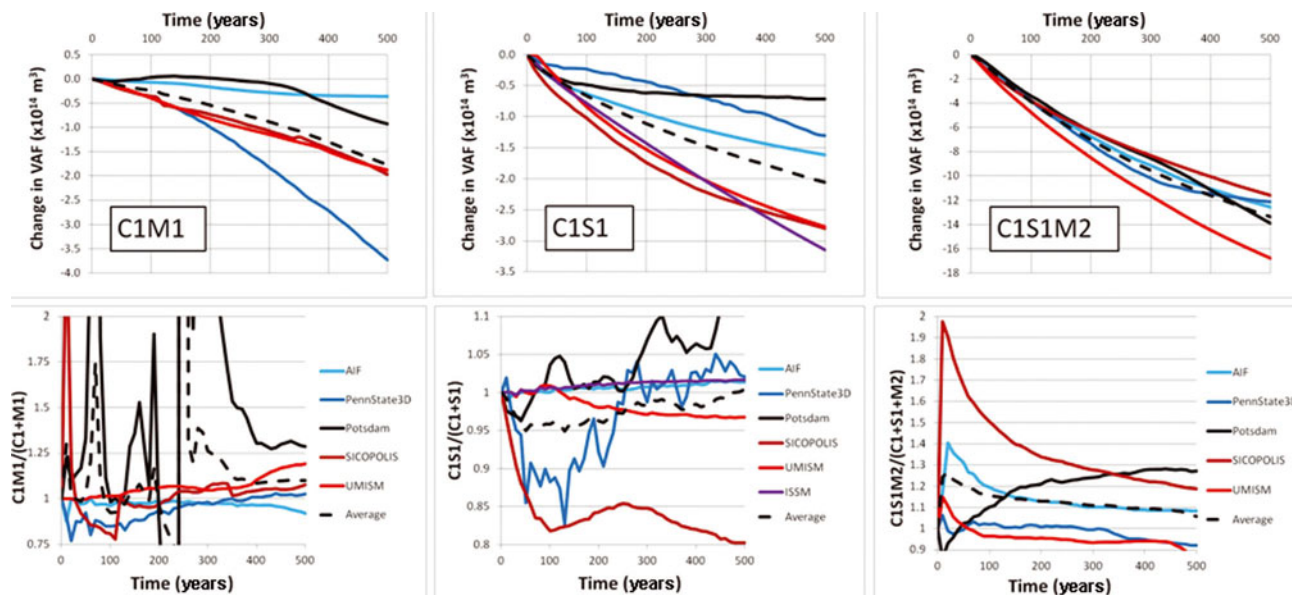 Time (years)
0 100 200 300 400 500
0.5
0.0
-0.5
-1.0
-1.5
-2.0
-2.5
-3.0
-3.5
-4.0
Change in VAF (x10¹⁴ m³)
C1M1
Time (years)
0 100 200 300 400 500
0.0
-0.5
-1.0
-1.5
-2.0
-2.5
-3.0
-3.5
Change in VAF (x10¹⁴ m³)
C1S1
Time (years)
0 100 200 300 400 500
0
-2
-4
-6
-8
-10
-12
-14
-16
-18
Change in VAF (x10¹⁴ m³)
C1S1M2
2
1.75
1.5
1.25
1
0.75
C1M1/(C1+M1)
0 100 200 300 400 500
Time (years)
AIF
PennState3D
Potsdam
SICOPOLIS
UMISM
Average
1.1
1.05
1
0.95
0.9
0.85
0.8
C1S1/(C1+S1)
0 100 200 300 400 500
Time (years)
AIF
PennState3D
Potsdam
SICOPOLIS
UMISM
ISSM
Average
2
1.9
1.8
1.7
1.6
1.5
1.4
1.3
1.2
1.1
1
0.9
C1S1M2/(C1+S1+M2)
0 100 200 300 400 500
Time (years)
AIF
PennState3D
Potsdam
SICOPOLIS
UMISM
Average